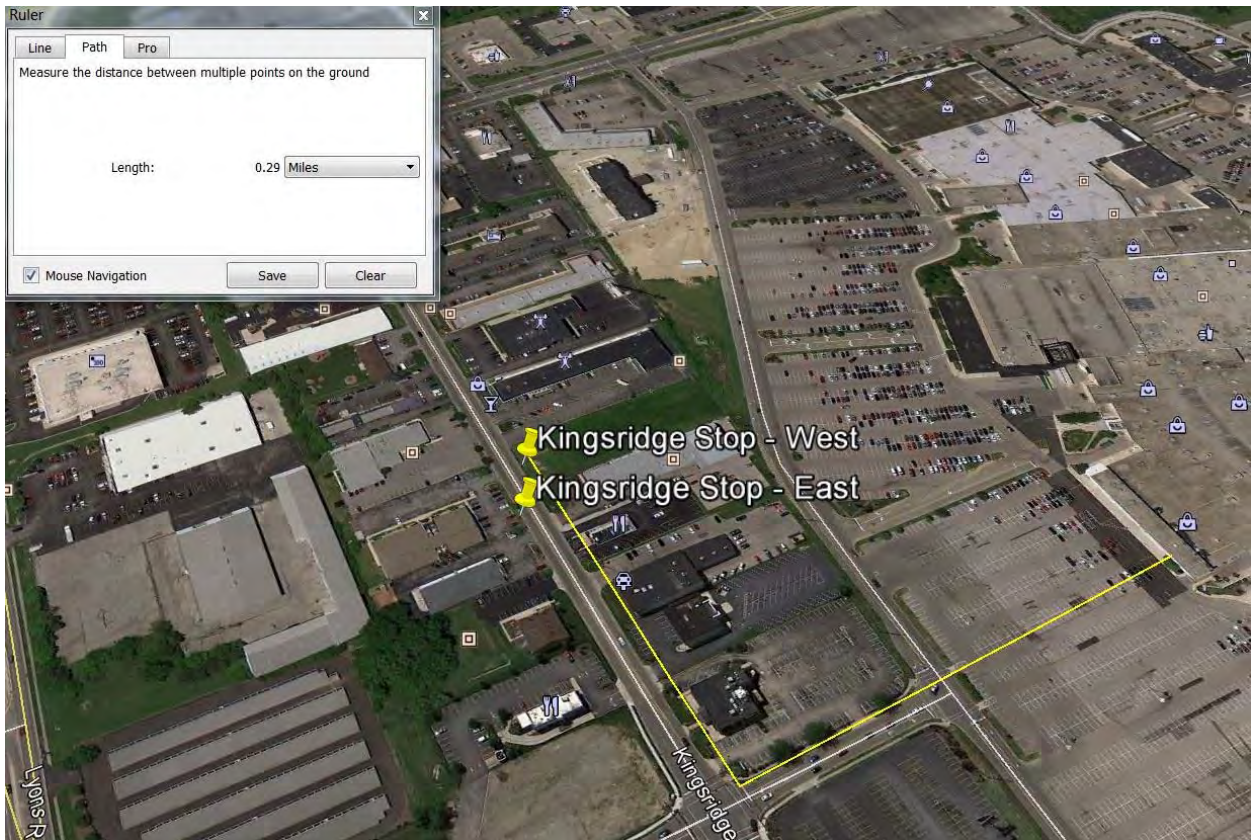 Ruler
Line Path Pro
Measure the distance between multiple points on the ground
Length: 0.29 Miles
Mouse Navigation Save Clear
Kingsridge Stop - West
Kingsridge Stop - East
Lyons R
Kingsridge